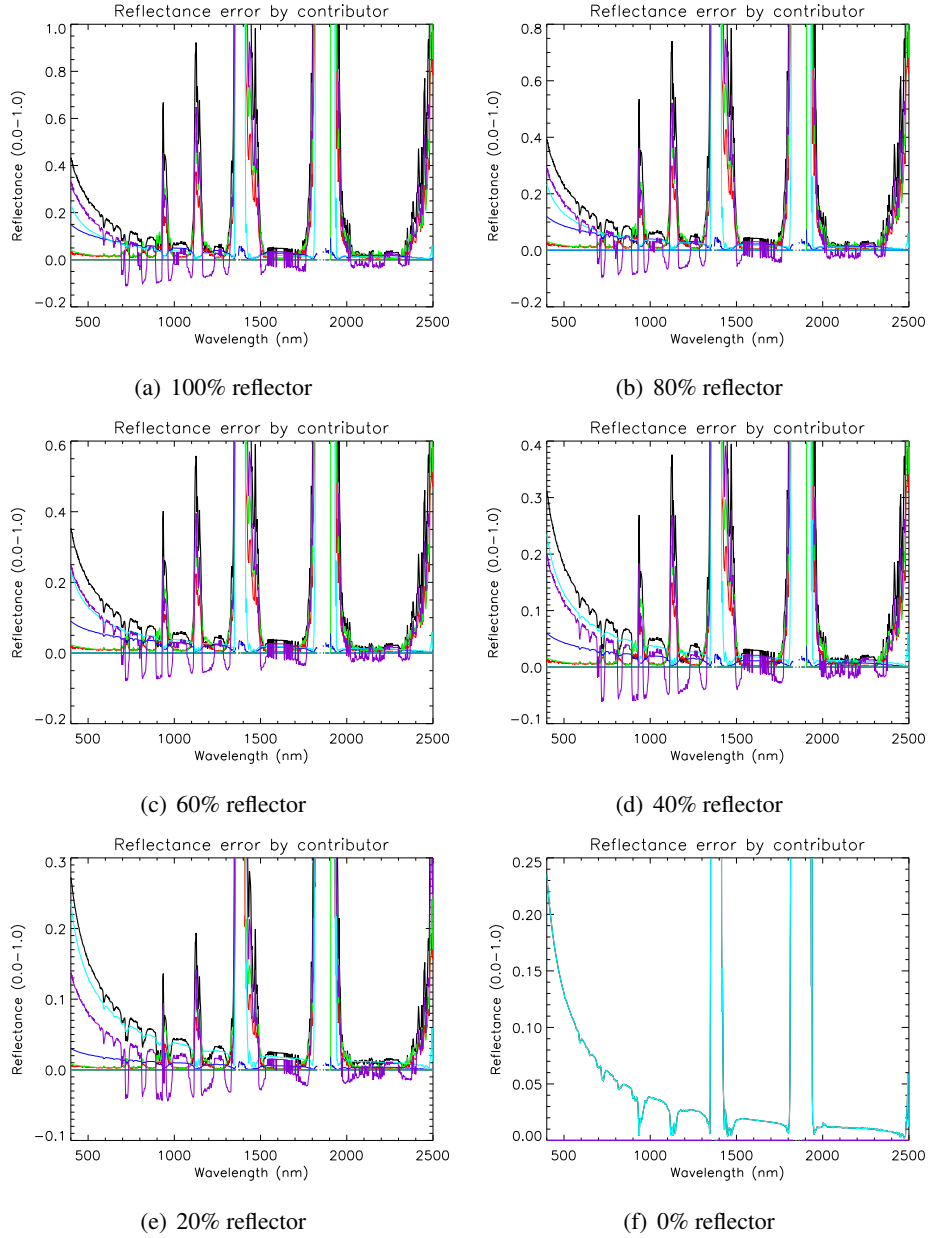 Reflectance error by contributor
Reflectance error by contributor
Reflectance (0.0−1.0)
1.0
0.8
0.6
0.4
0.2
0.0
−0.2
500 1000 1500 2000 2500
Wavelength (nm)
Reflectance (0.0−1.0)
0.8
0.6
0.4
0.2
0.0
−0.2
500 1000 1500 2000 2500
Wavelength (nm)
(a) 100% reflector
(b) 80% reflector
Reflectance error by contributor
Reflectance error by contributor
Reflectance (0.0−1.0)
0.6
0.4
0.2
0.0
−0.2
500 1000 1500 2000 2500
Wavelength (nm)
Reflectance (0.0−1.0)
0.4
0.3
0.2
0.1
0.0
−0.1
500 1000 1500 2000 2500
Wavelength (nm)
(c) 60% reflector
(d) 40% reflector
Reflectance error by contributor
Reflectance error by contributor
Reflectance (0.0−1.0)
0.3
0.2
0.1
0.0
−0.1
500 1000 1500 2000 2500
Wavelength (nm)
Reflectance (0.0−1.0)
0.25
0.20
0.15
0.10
0.05
0.00
500 1000 1500 2000 2500
Wavelength (nm)
(e) 20% reflector
(f) 0% reflector